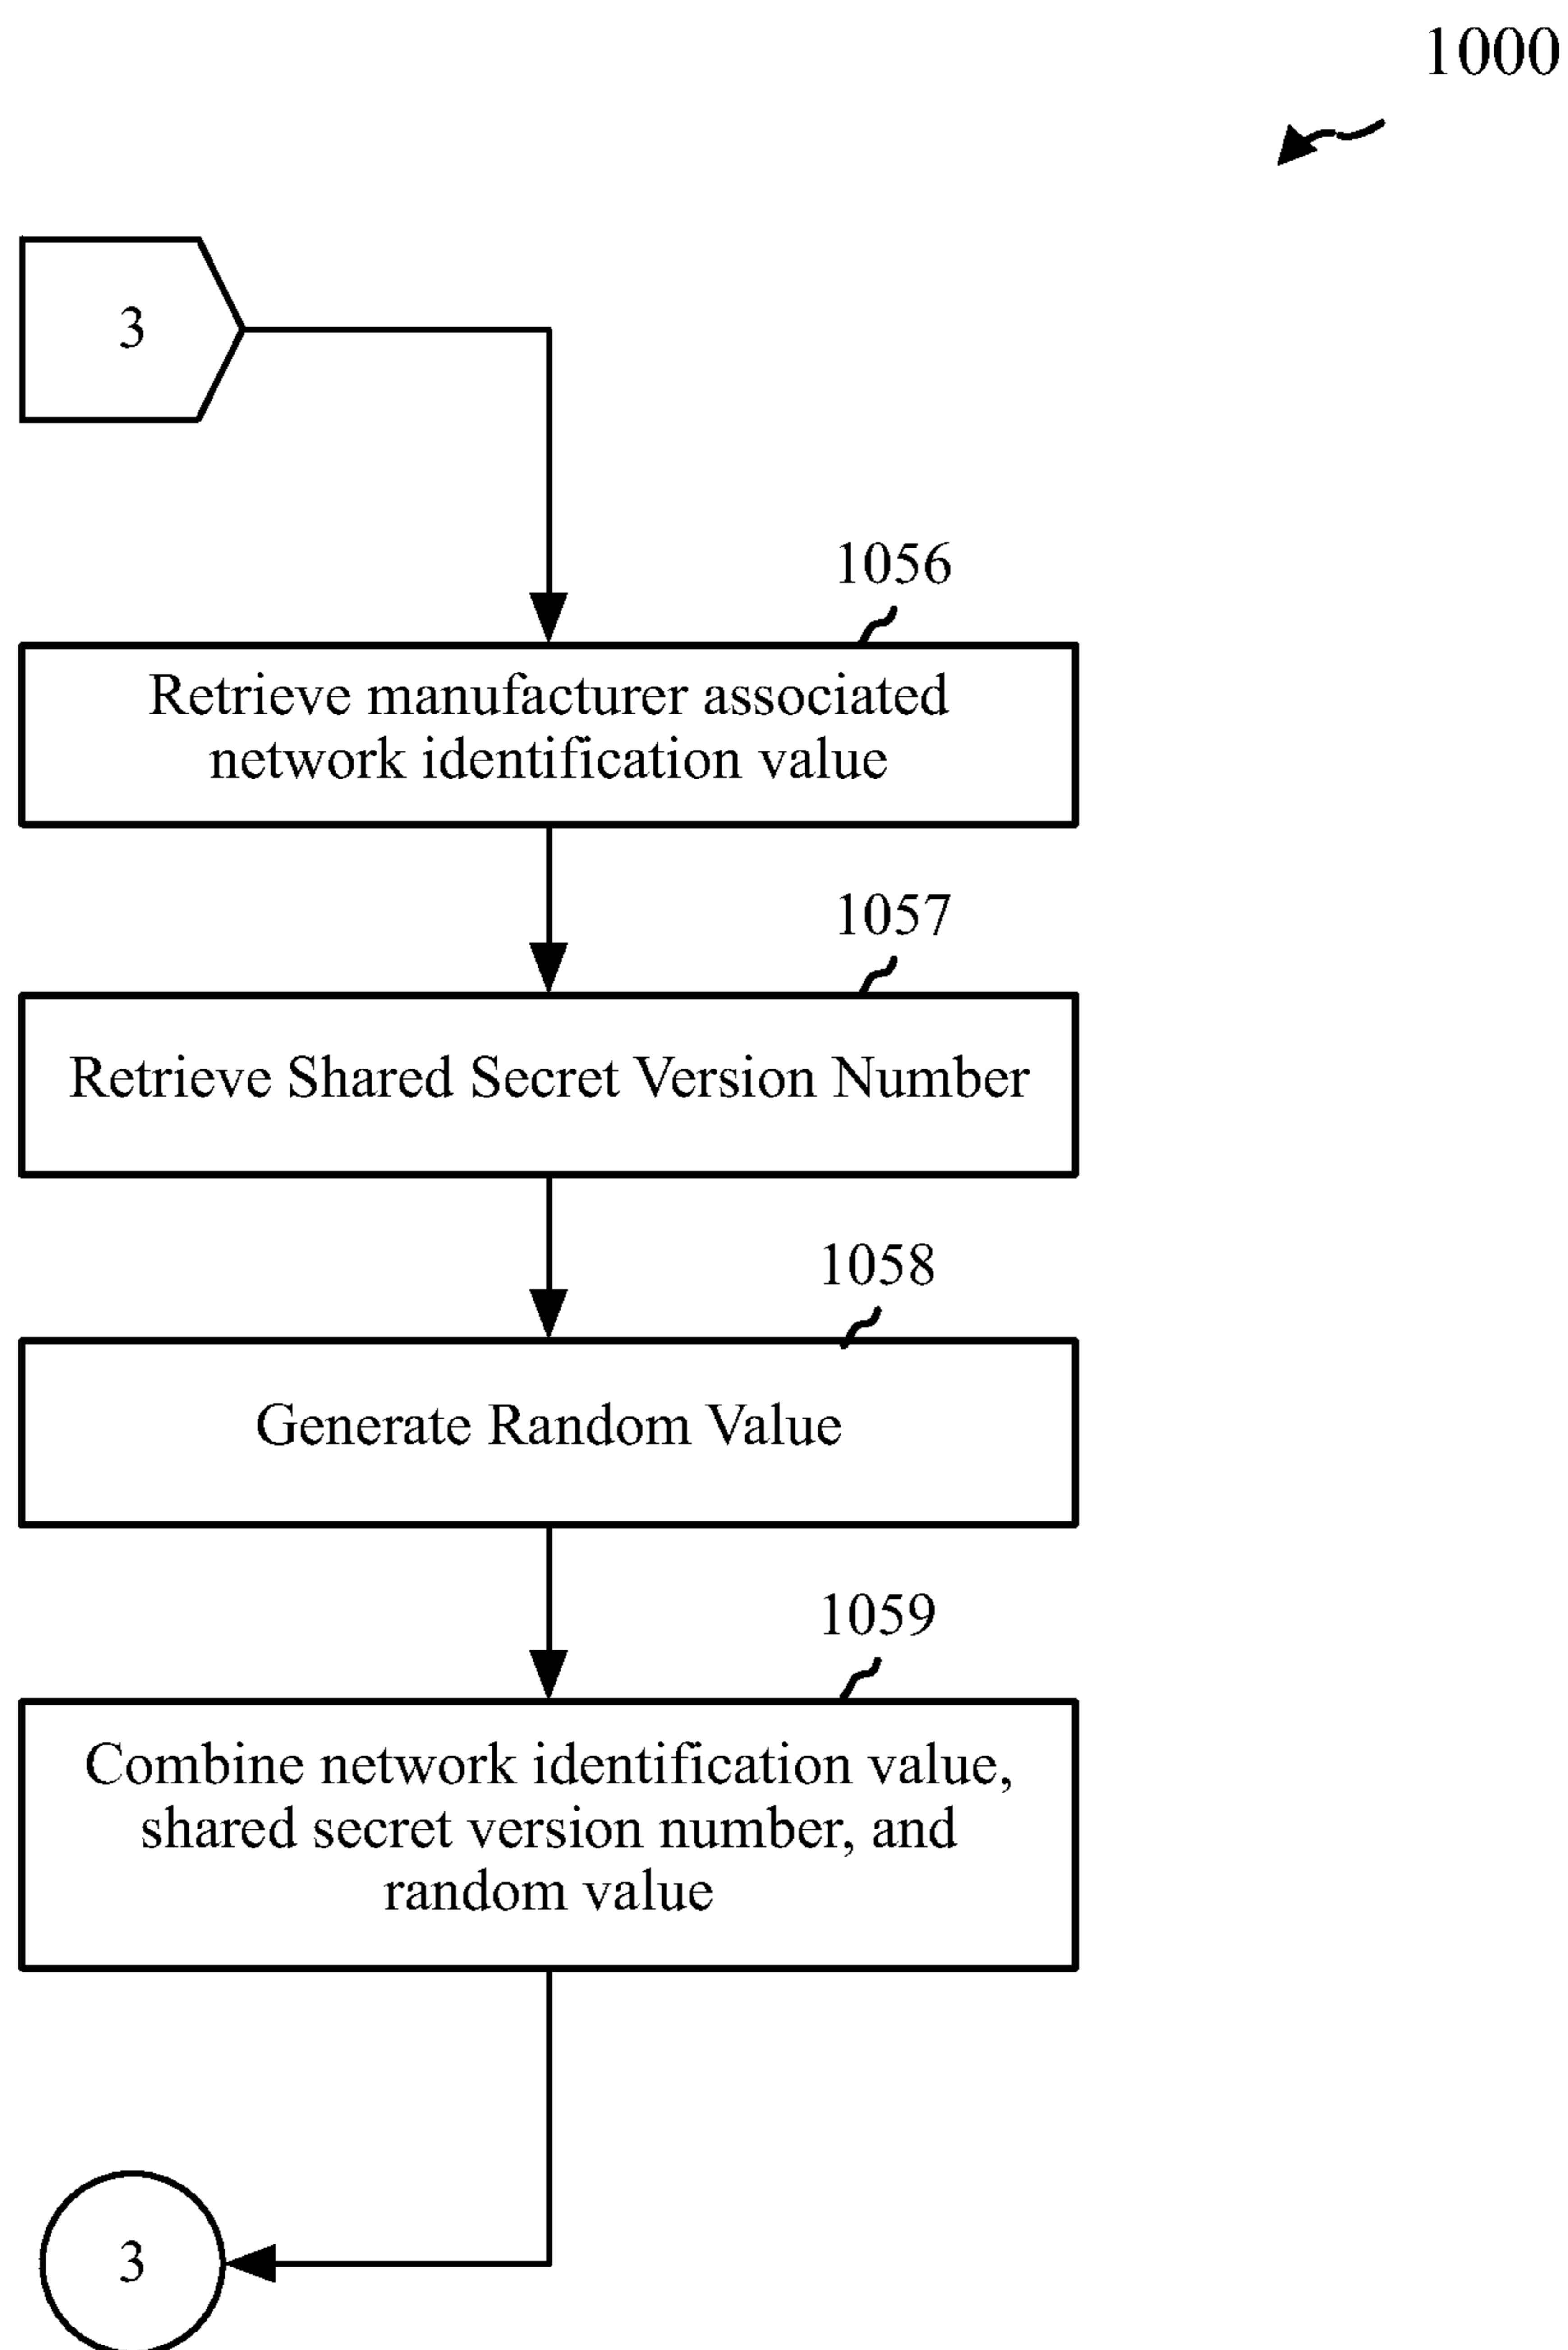 1000
3
1056
Retrieve manufacturer associated
network identification value
1057
Retrieve Shared Secret Version Number
1058
Generate Random Value
1059
Combine network identification value,
shared secret version number, and
random value
3